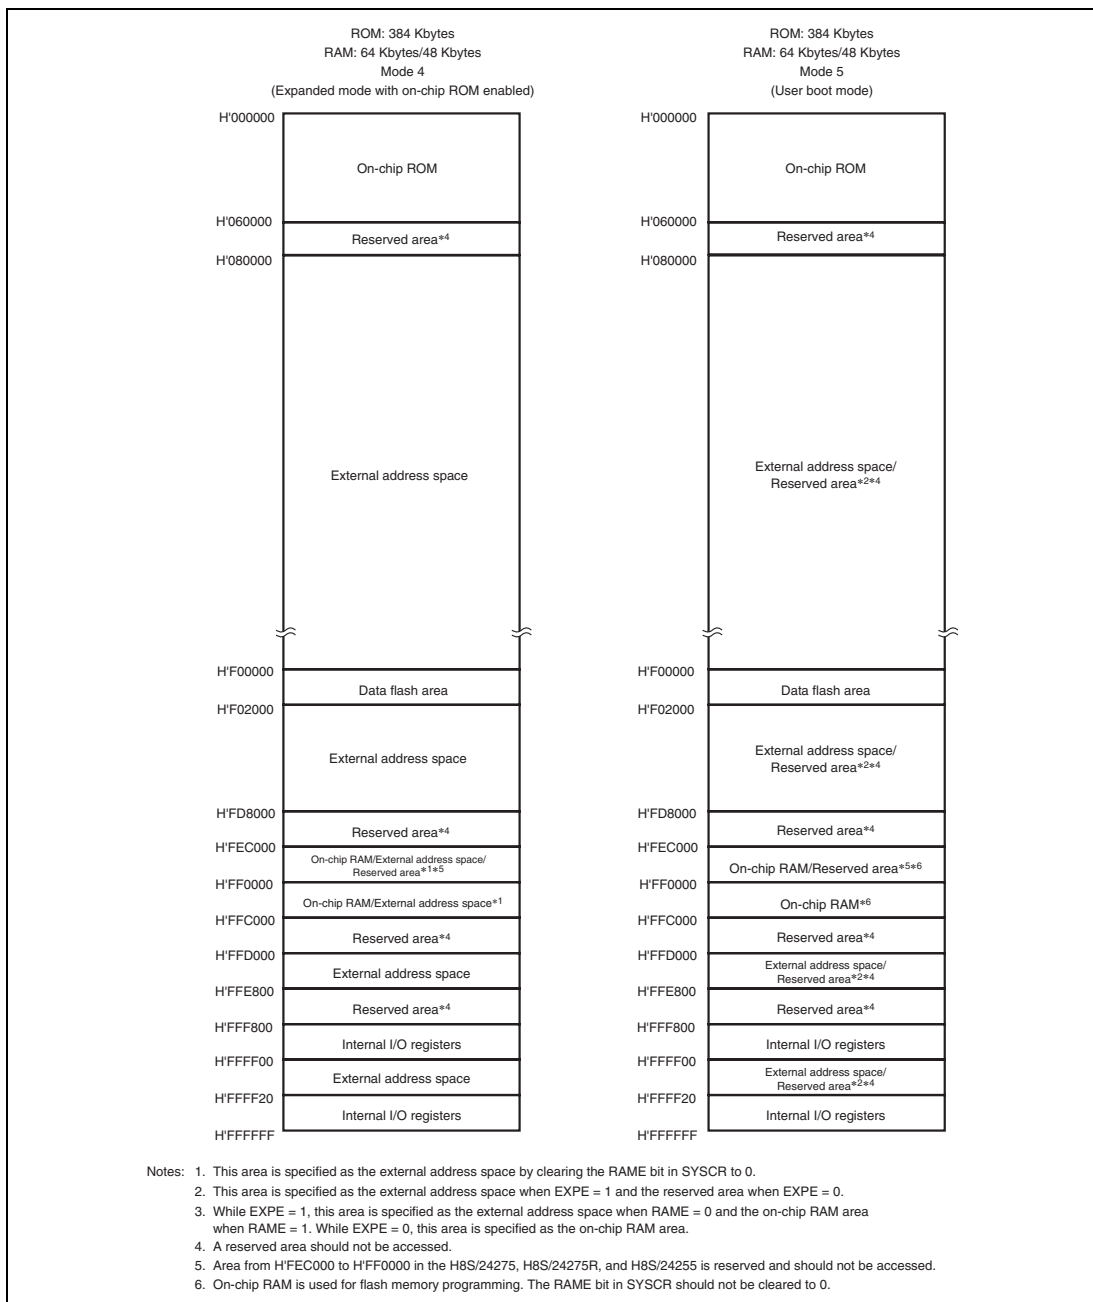 ROM: 384 Kbytes
RAM: 64 Kbytes/48 Kbytes
Mode 4
(Expanded mode with on-chip ROM enabled)
H'000000
On-chip ROM
H'060000
Reserved area*4
H'080000
External address space
H'F00000
Data flash area
H'F02000
External address space
H'FD8000
Reserved area*4
H'FEC000
On-chip RAM/External address space/
Reserved area*1*5
H'FF0000
On-chip RAM/External address space*1
H'FFC000
Reserved area*4
H'FFD000
External address space
H'FFE800
Reserved area*4
H'FFF800
Internal I/O registers
H'FFFF00
External address space
H'FFFF20
Internal I/O registers
H'FFFFFF
ROM: 384 Kbytes
RAM: 64 Kbytes/48 Kbytes
Mode 5
(User boot mode)
H'000000
On-chip ROM
H'060000
Reserved area*4
H'080000
External address space/
Reserved area*2*4
H'F00000
Data flash area
H'F02000
External address space/
Reserved area*2*4
H'FD8000
Reserved area*4
H'FEC000
On-chip RAM/Reserved area*5*6
H'FF0000
On-chip RAM*6
H'FFC000
Reserved area*4
H'FFD000
External address space/
Reserved area*2*4
H'FFE800
Reserved area*4
H'FFF800
Internal I/O registers
H'FFFF00
External address space/
Reserved area*2*4
H'FFFF20
Internal I/O registers
H'FFFFFF
Notes: 1. This area is specified as the external address space by clearing the RAME bit in SYSCR to 0.
2. This area is specified as the external address space when EXPE = 1 and the reserved area when EXPE = 0.
3. While EXPE = 1, this area is specified as the external address space when RAME = 0 and the on-chip RAM area
when RAME = 1. While EXPE = 0, this area is specified as the on-chip RAM area.
4. A reserved area should not be accessed.
5. Area from H'FEC000 to H'FF0000 in the H8S/24275, H8S/24275R, and H8S/24255 is reserved and should not be accessed.
6. On-chip RAM is used for flash memory programming. The RAME bit in SYSCR should not be cleared to 0.